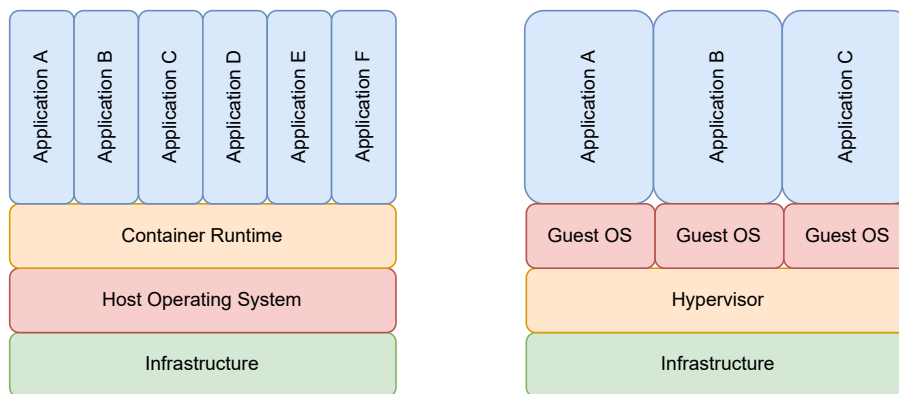 Application A
Application B
Application C
Application D
Application E
Application F
Container Runtime
Host Operating System
Infrastructure
Application A
Application B
Application C
Guest OS
Guest OS
Guest OS
Hypervisor
Infrastructure